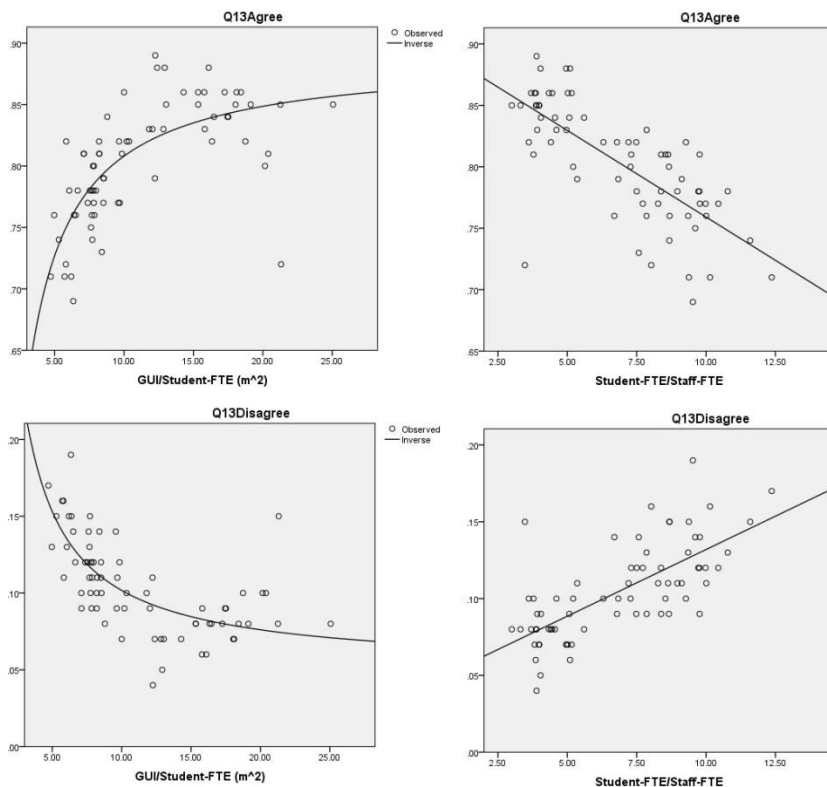 Q13Agree
.90
.85
.80
.75
.70
.65
5.00 10.00 15.00 20.00 25.00
GUI/Student-FTE (m^2)
Observed
Inverse
Q13Agree
.90
.85
.80
.75
.70
.65
2.50 5.00 7.50 10.00 12.50
Student-FTE/Staff-FTE
Q13Disagree
.20
.15
.10
.05
.00
5.00 10.00 15.00 20.00 25.00
GUI/Student-FTE (m^2)
Observed
Inverse
Q13Disagree
.20
.15
.10
.05
.00
2.50 5.00 7.50 10.00 12.50
Student-FTE/Staff-FTE